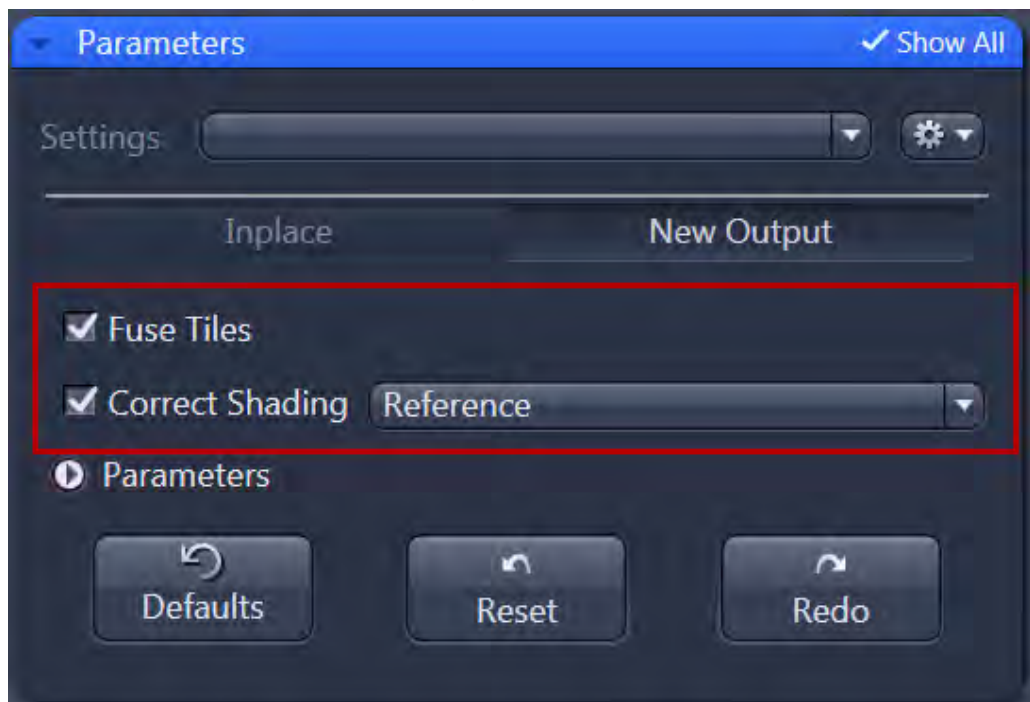 Parameters Show All
Settings
Inplace New Output
Fuse Tiles
Correct Shading Reference
Parameters
Defaults Reset Redo